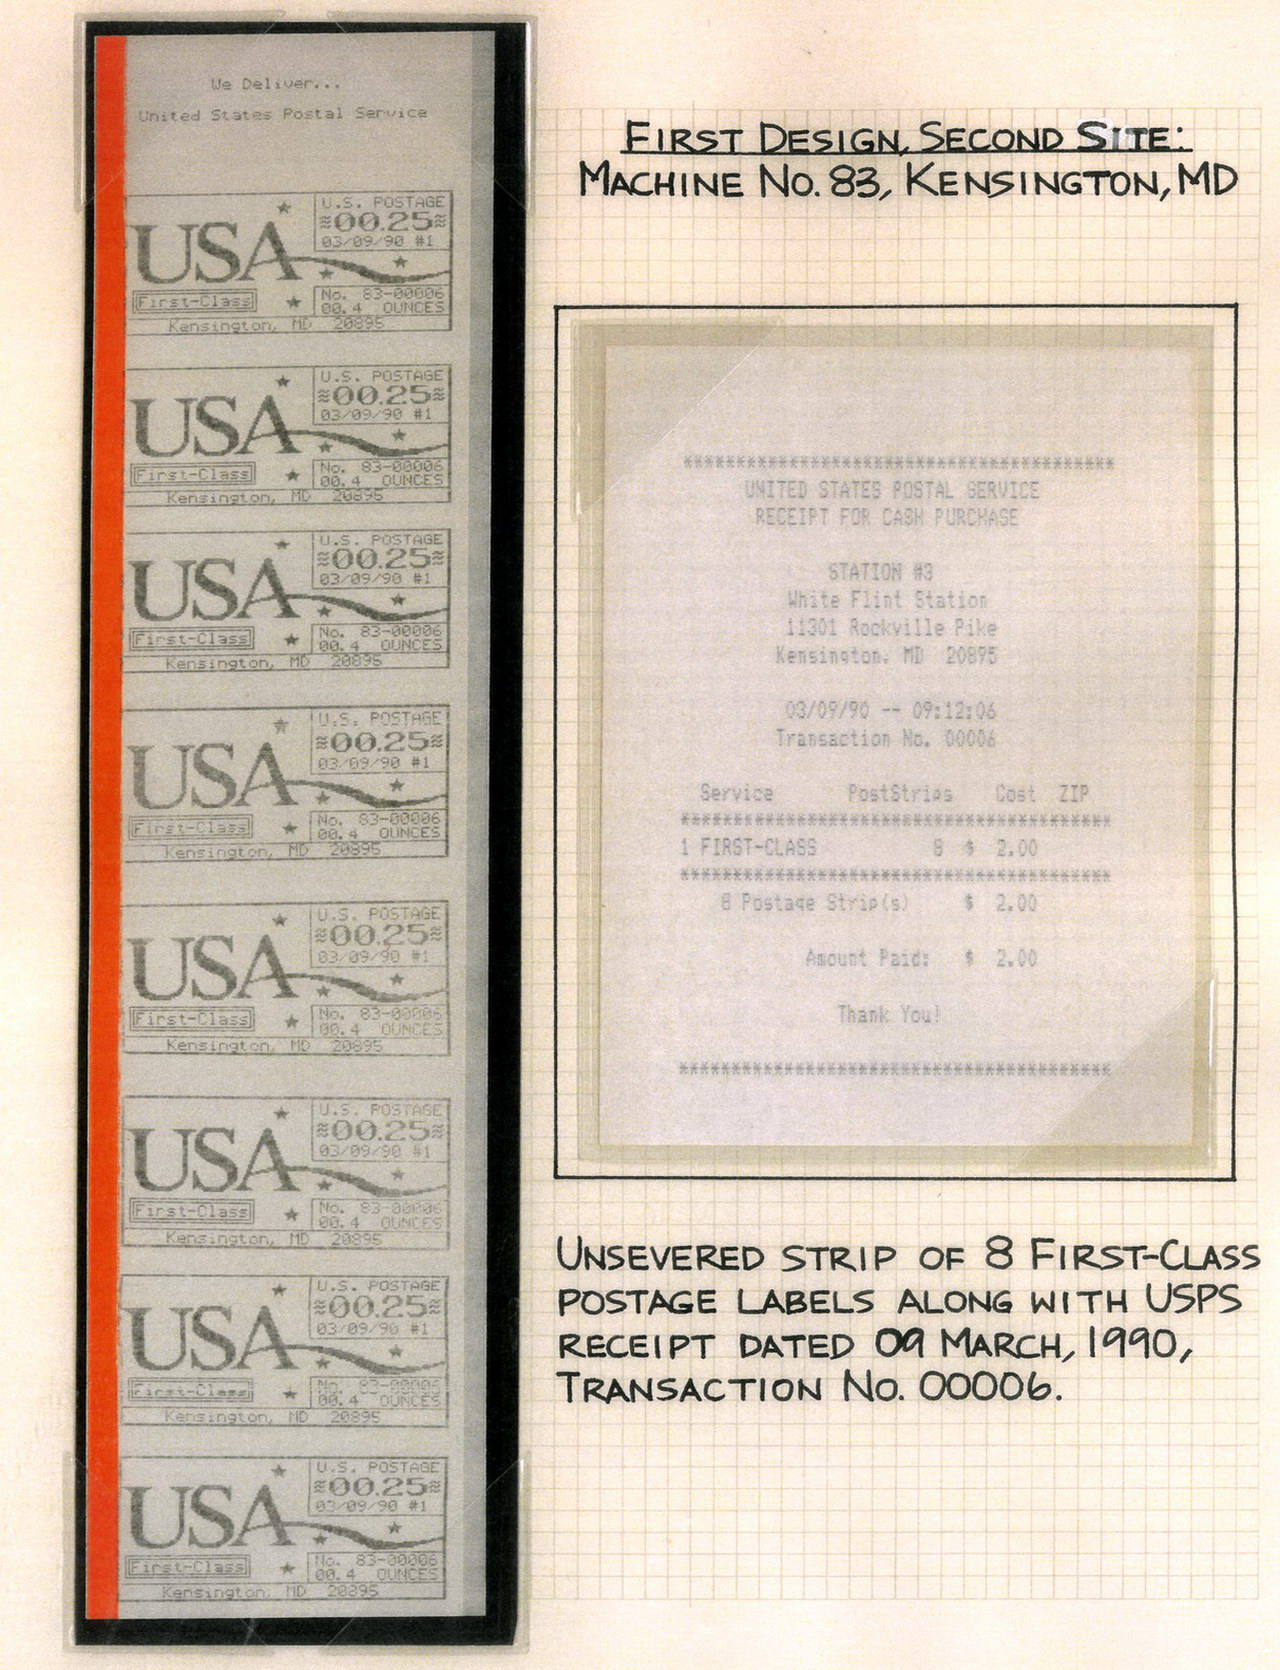 We Deliver...
United States Postal Service
U.S. POSTAGE
≈00.25≈
03/09/90 #1
USA
First-Class
No. 83-00006
00.4 OUNCES
Kensington, MD 20895
U.S. POSTAGE
≈00.25≈
03/09/90 #1
USA
First-Class
No. 83-00006
00.4 OUNCES
Kensington, MD 20895
U.S. POSTAGE
≈00.25≈
03/09/90 #1
USA
First-Class
No. 83-00006
00.4 OUNCES
Kensington, MD 20895
U.S. POSTAGE
≈00.25≈
03/09/90 #1
USA
First-Class
No. 83-00006
00.4 OUNCES
Kensington, MD 20895
U.S. POSTAGE
≈00.25≈
03/09/90 #1
USA
First-Class
No. 83-00006
00.4 OUNCES
Kensington, MD 20895
U.S. POSTAGE
≈00.25≈
03/09/90 #1
USA
First-Class
No. 83-00006
00.4 OUNCES
Kensington, MD 20895
U.S. POSTAGE
≈00.25≈
03/09/90 #1
USA
First-Class
No. 83-00006
00.4 OUNCES
Kensington, MD 20895
U.S. POSTAGE
≈00.25≈
03/09/90 #1
USA
First-Class
No. 83-00006
00.4 OUNCES
Kensington, MD 20895
FIRST DESIGN, SECOND SITE:
MACHINE NO. 83, KENSINGTON, MD
*****************************************
UNITED STATES POSTAL SERVICE
RECEIPT FOR CASH PURCHASE
STATION #3
White Flint Station
11301 Rockville Pike
Kensington, MD 20895
03/09/90 -- 09:12:06
Transaction No. 00006
Service PostStrips Cost ZIP
*****************************************
1 FIRST-CLASS 8 $ 2.00
*****************************************
8 Postage Strip(s) $ 2.00
Amount Paid: $ 2.00
Thank You!
*****************************************
UNSEVERED STRIP OF 8 FIRST-CLASS
POSTAGE LABELS ALONG WITH USPS
RECEIPT DATED 09 MARCH, 1990,
TRANSACTION NO. 00006.